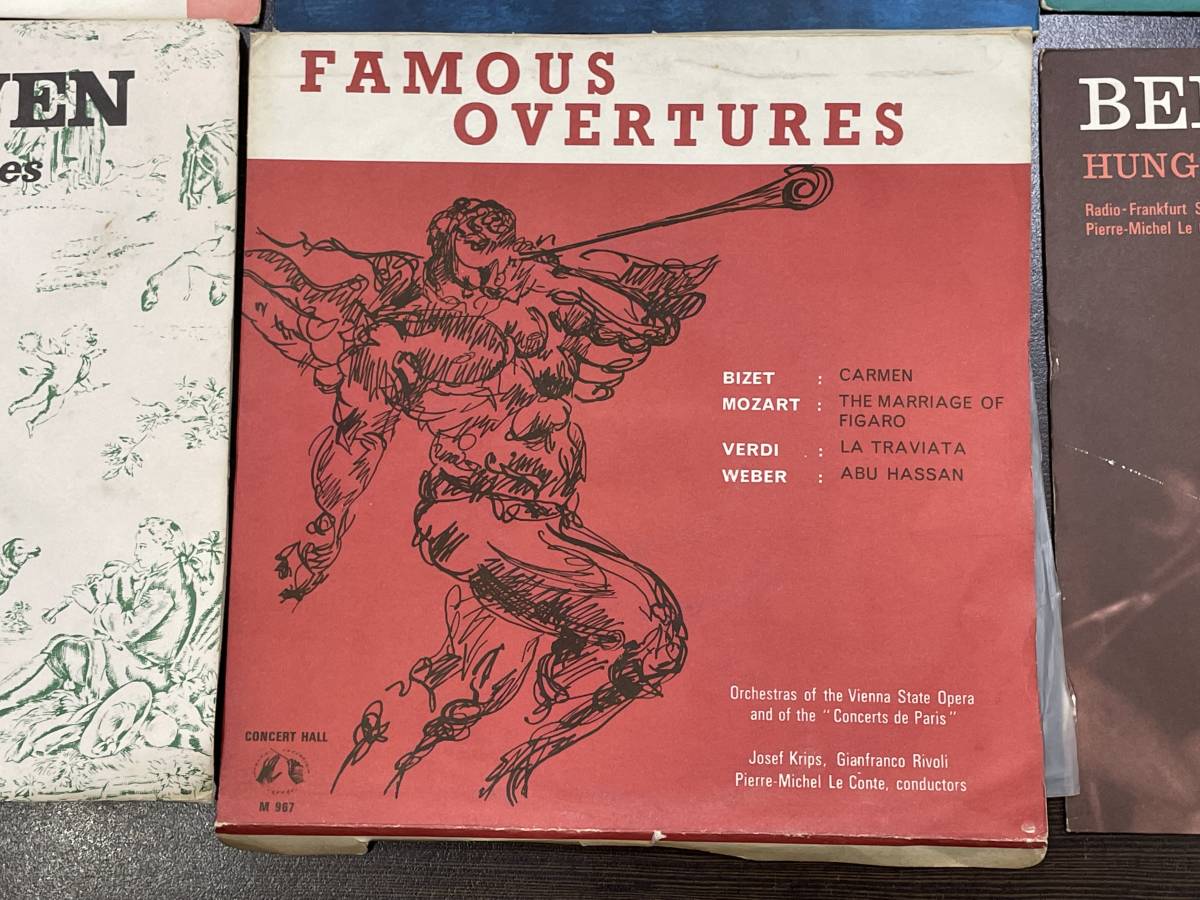 VEN
es
FAMOUS
OVERTURES
BIZET : CARMEN
MOZART : THE MARRIAGE OF
FIGARO
VERDI : LA TRAVIATA
WEBER : ABU HASSAN
Orchestras of the Vienna State Opera
and of the "Concerts de Paris"
Josef Krips, Gianfranco Rivoli
Pierre-Michel Le Conte, conductors
CONCERT HALL
M 967
BE
HUNG
Radio-Frankfurt S
Pierre-Michel Le